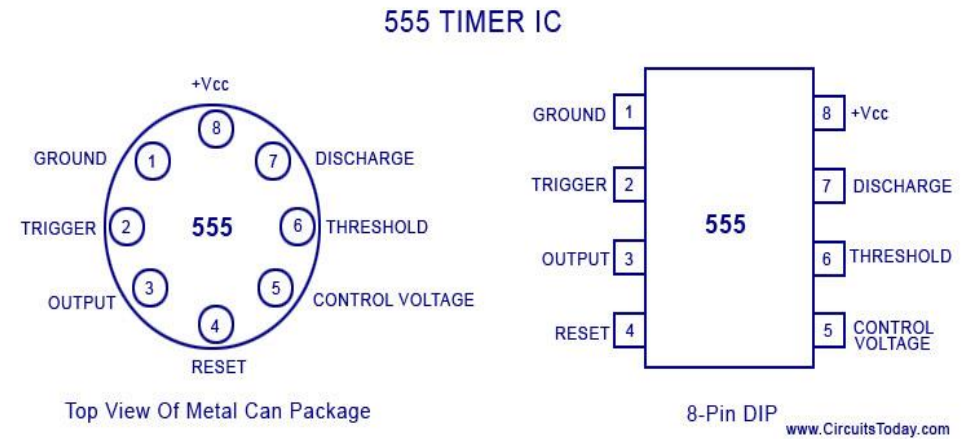 555 TIMER IC
+Vcc
8
GROUND 1
7 DISCHARGE
TRIGGER 2
555
6 THRESHOLD
OUTPUT 3
5 CONTROL VOLTAGE
4
RESET
Top View Of Metal Can Package
GROUND 1
8 +Vcc
TRIGGER 2
7 DISCHARGE
555
OUTPUT 3
6 THRESHOLD
RESET 4
5 CONTROL
VOLTAGE
8-Pin DIP
www.CircuitsToday.com